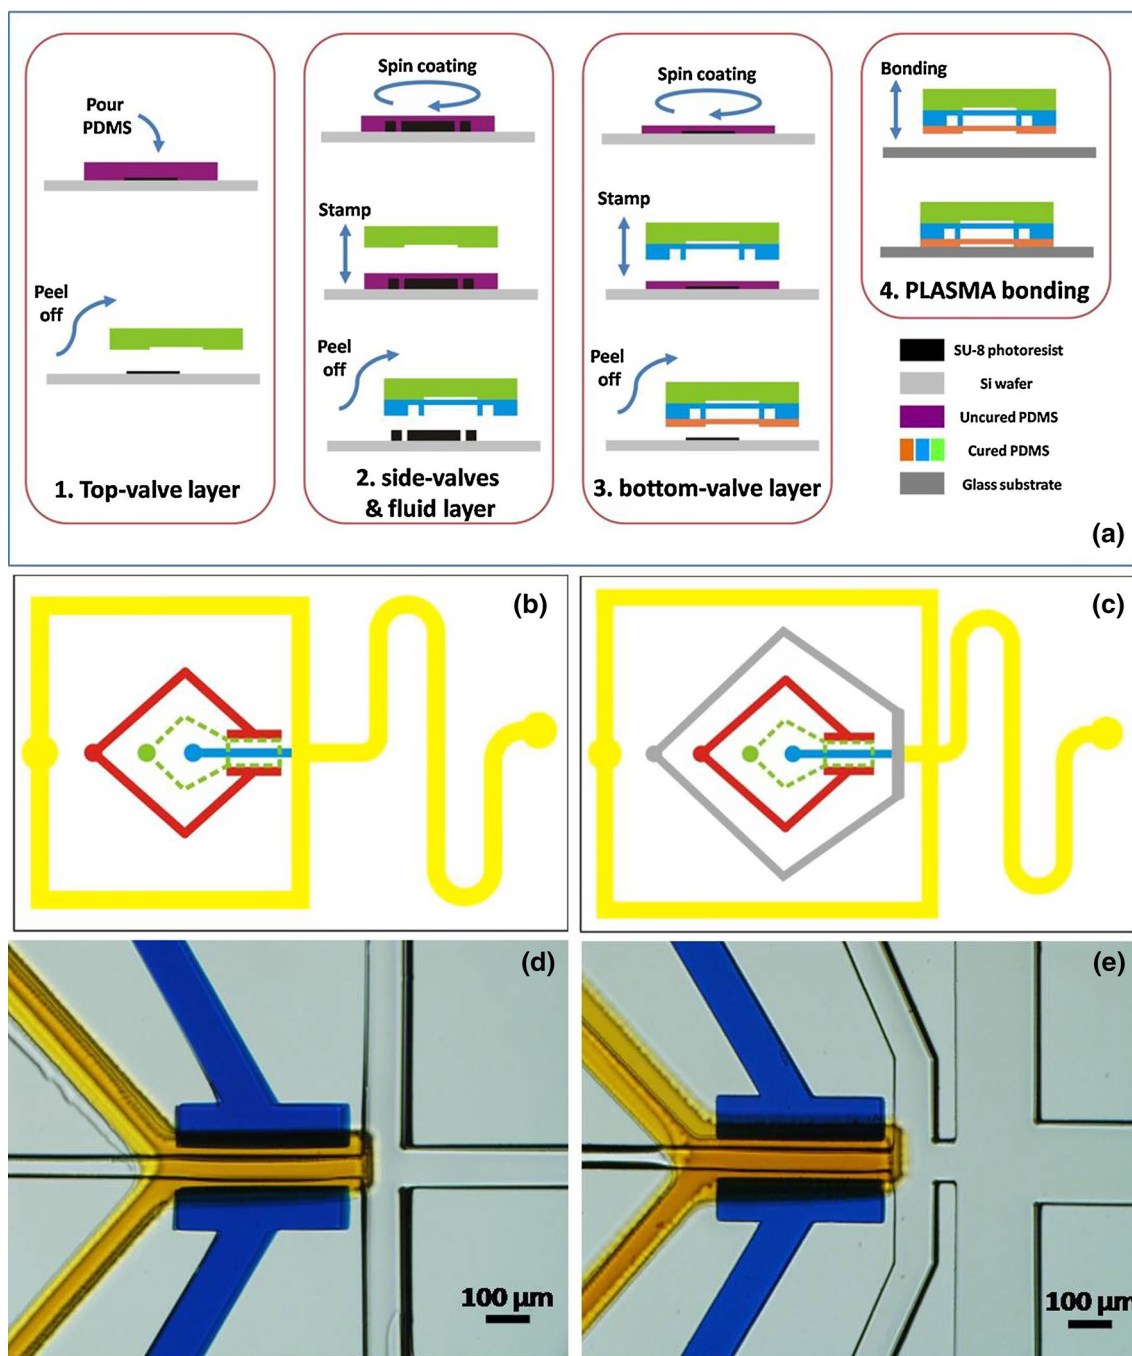 Pour
PDMS
Peel
off
1. Top-valve layer
Spin coating
Stamp
Peel
off
2. side-valves
& fluid layer
Spin coating
Stamp
Peel
off
3. bottom-valve layer
Bonding
4. PLASMA bonding
SU-8 photoresist
Si wafer
Uncured PDMS
Cured PDMS
Glass substrate
(a)
(b)
(c)
(d)
100 µm
(e)
100 µm